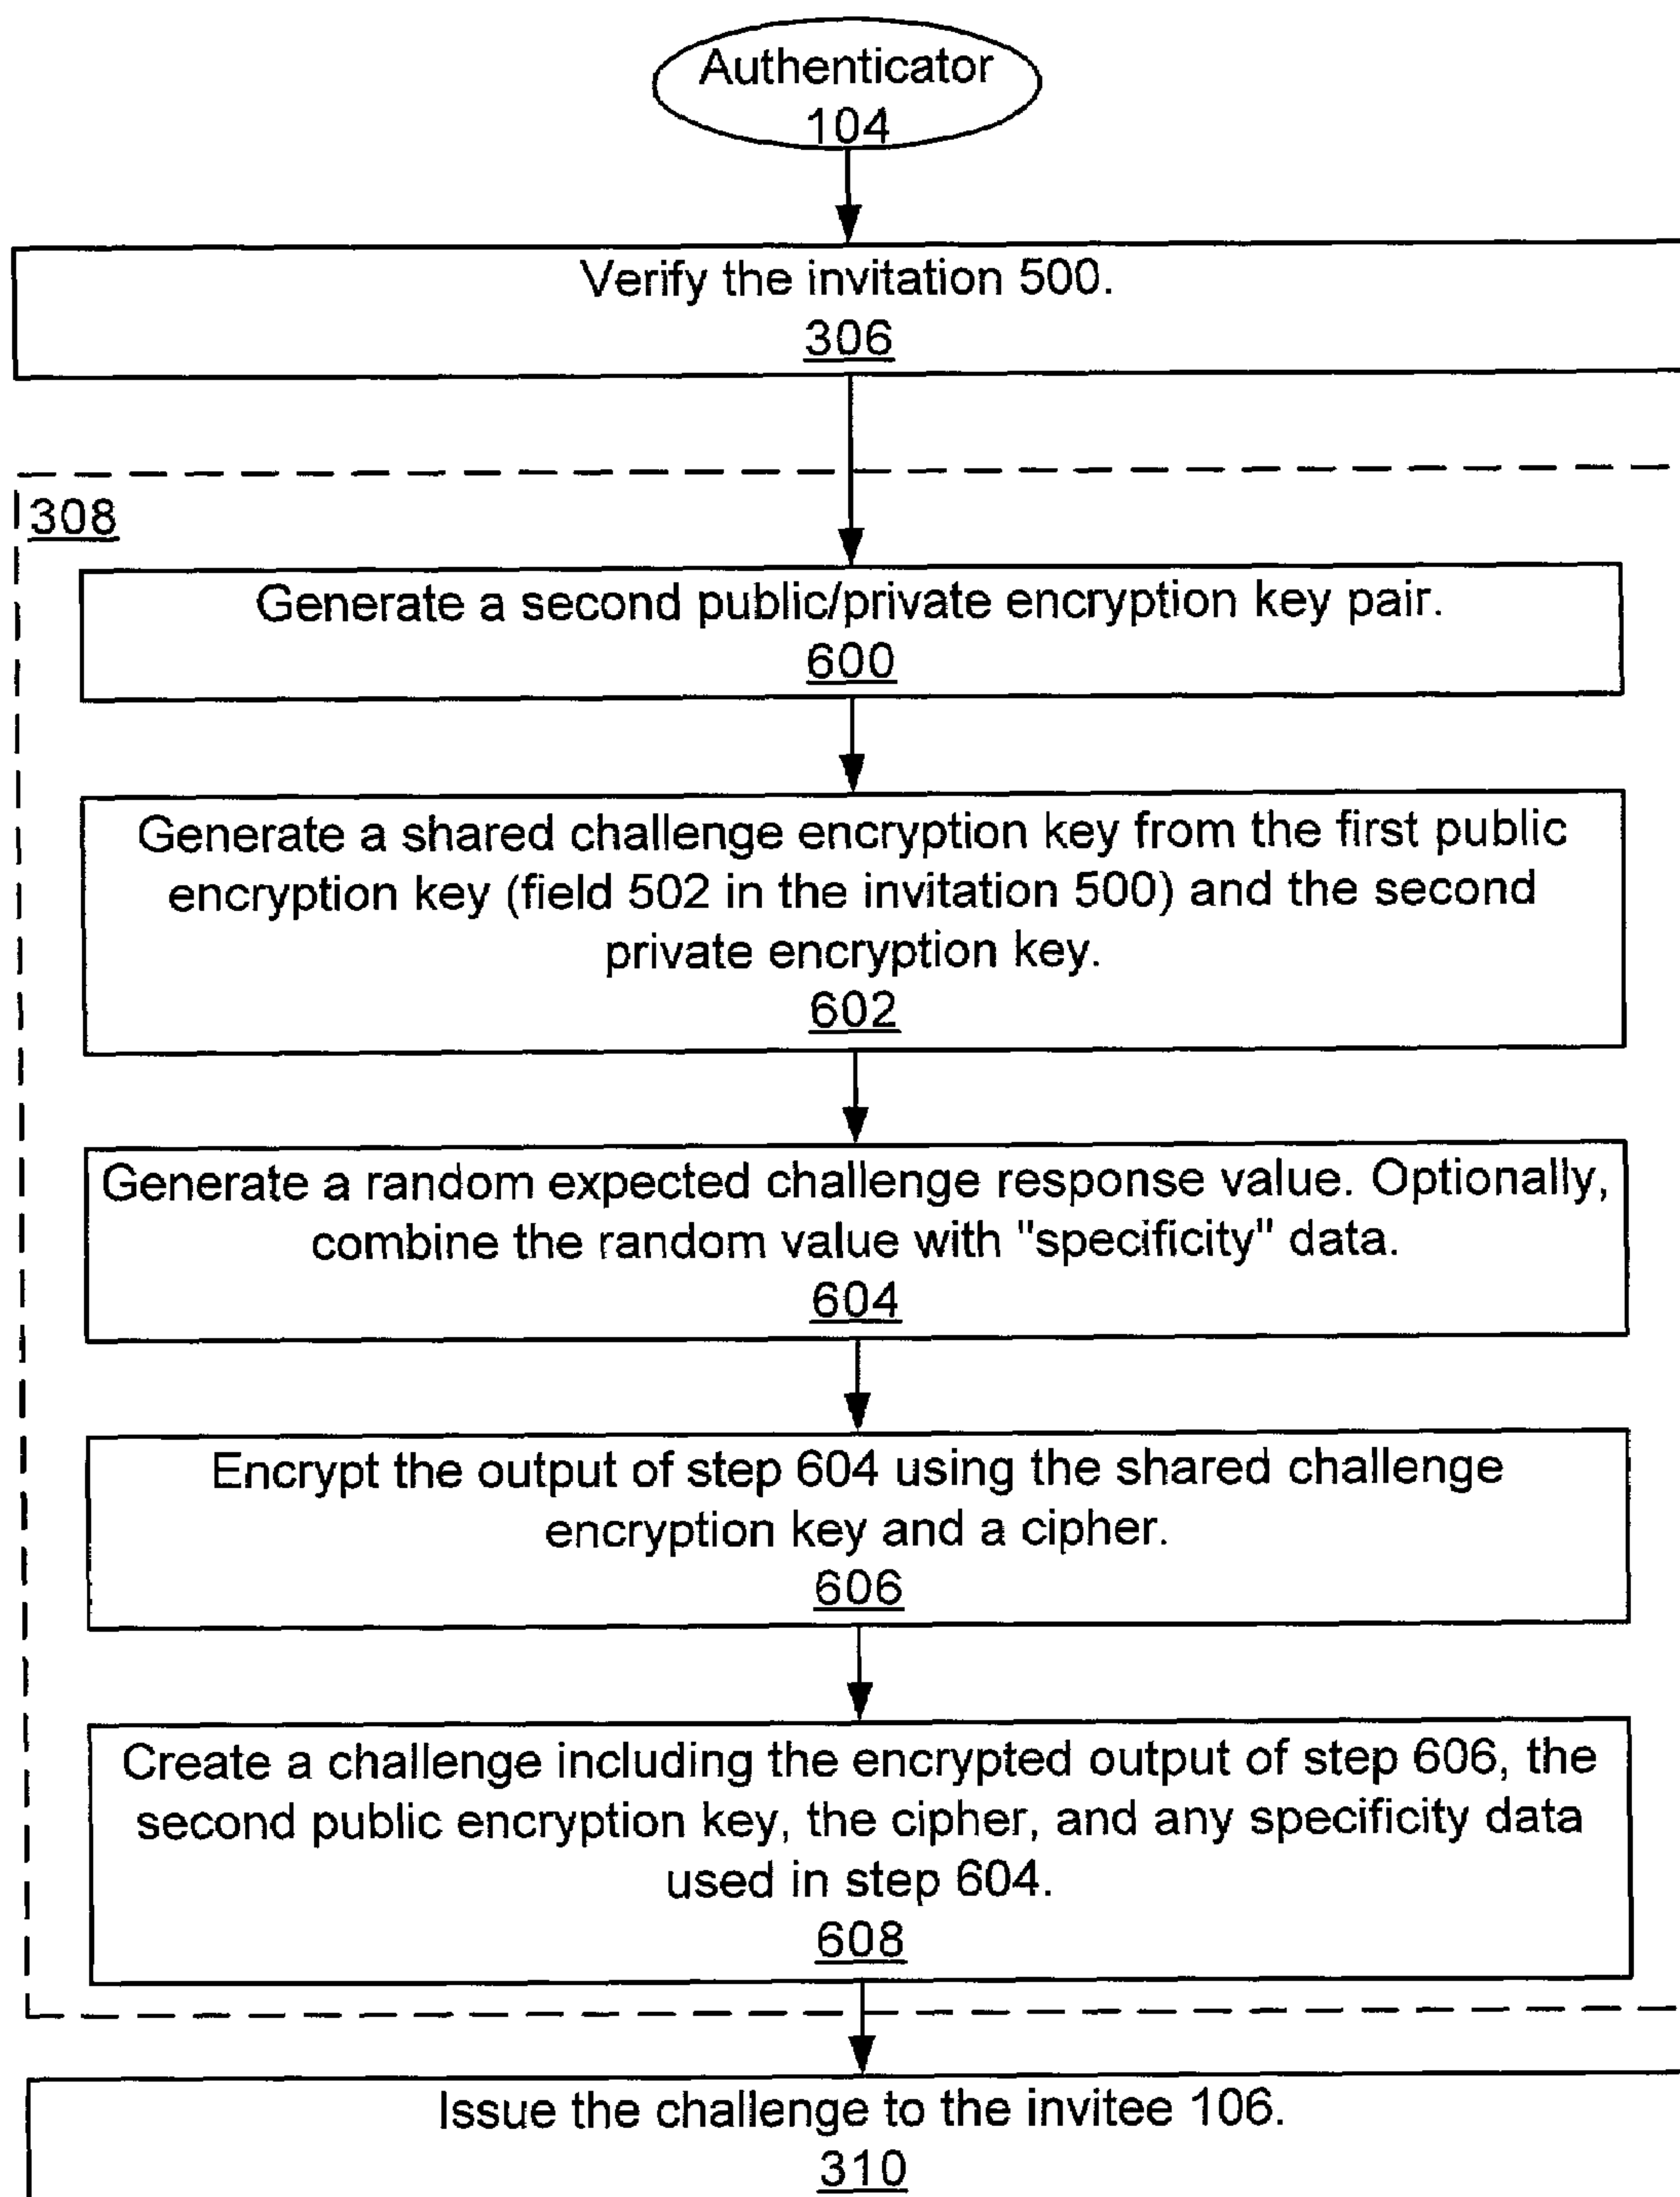 Authenticator
104
Verify the invitation 500.
306
308
Generate a second public/private encryption key pair.
600
Generate a shared challenge encryption key from the first public
encryption key (field 502 in the invitation 500) and the second
private encryption key.
602
Generate a random expected challenge response value. Optionally,
combine the random value with "specificity" data.
604
Encrypt the output of step 604 using the shared challenge
encryption key and a cipher.
606
Create a challenge including the encrypted output of step 606, the
second public encryption key, the cipher, and any specificity data
used in step 604.
608
Issue the challenge to the invitee 106.
310